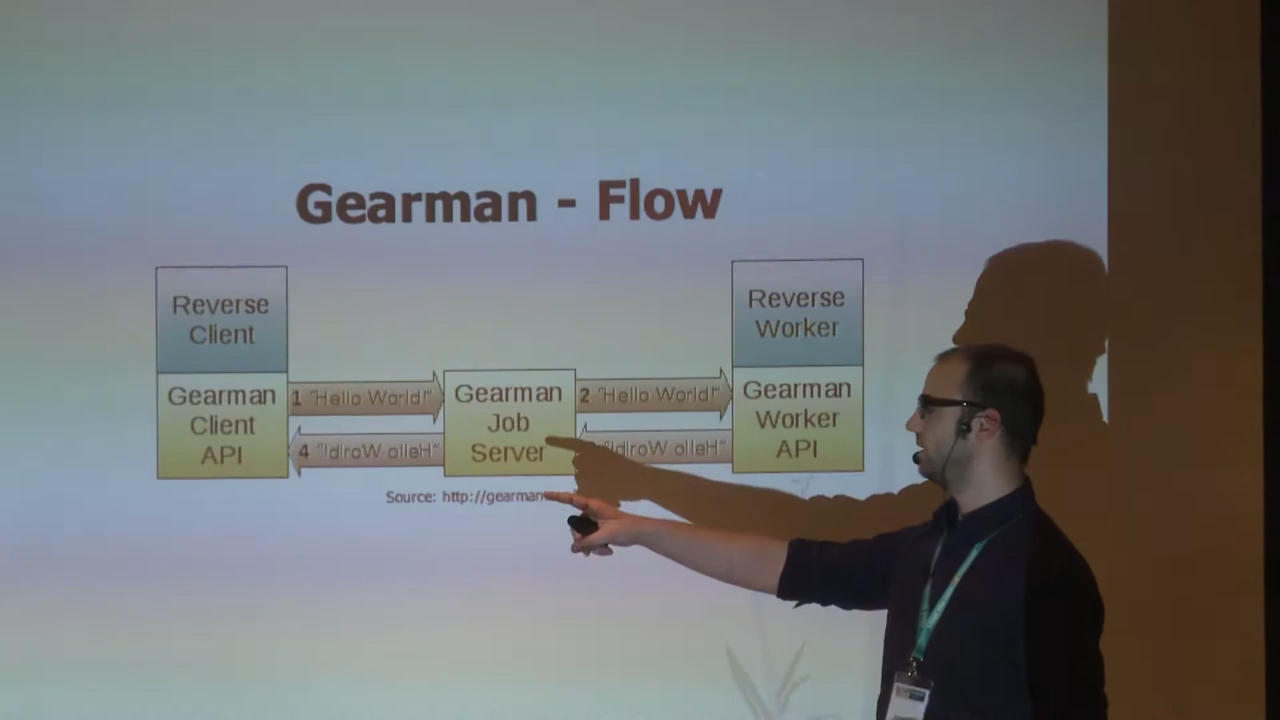 Gearman - Flow
Reverse
Client
Reverse
Worker
Gearman
Client
API
1 "Hello World!"
4 "!dlroW olleH"
Gearman
Job
Server
2 "Hello World!"
olleH"
Gearman
Worker
API
Source: http://gearman